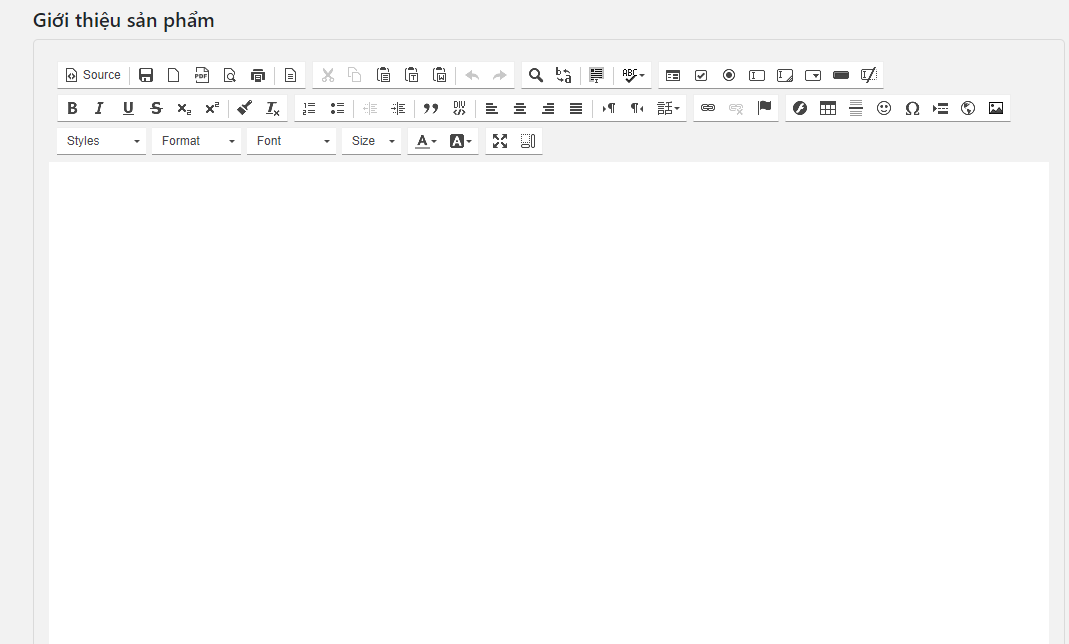 Giới thiệu sản phẩm
Source
Styles Format Font Size